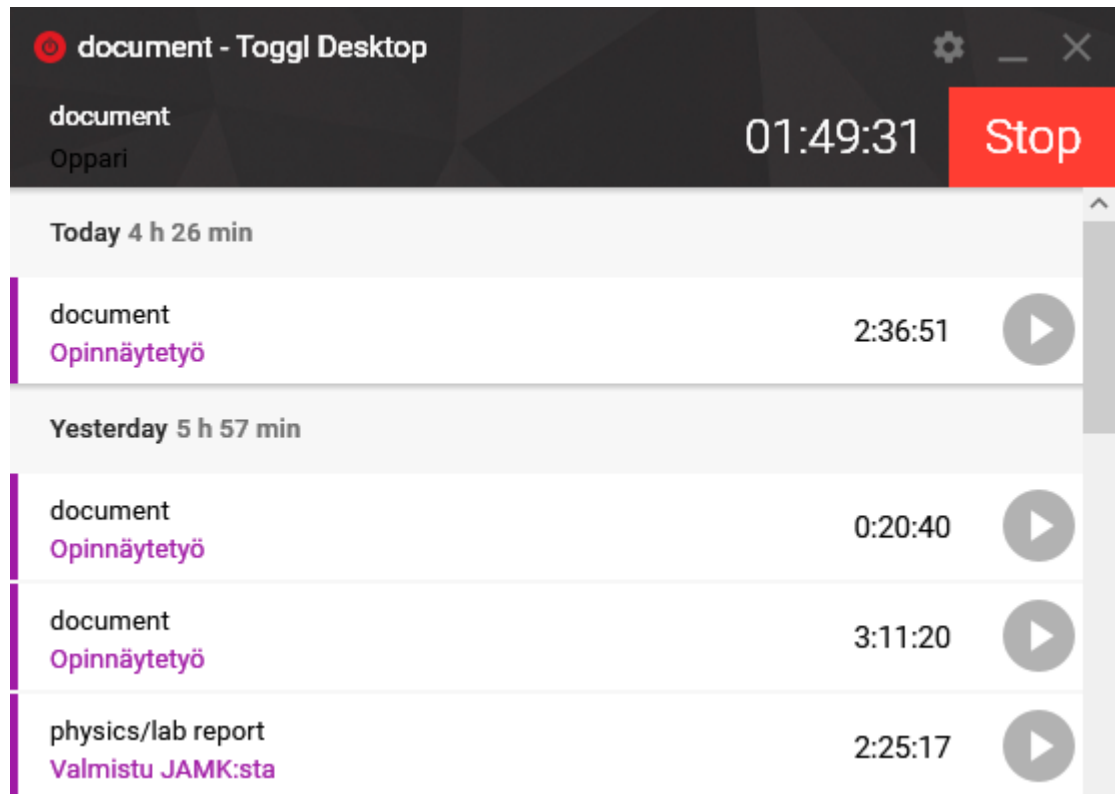 document - Toggl Desktop
document
Oppari
01:49:31
Stop
Today 4 h 26 min
document
Opinnäytetyö
2:36:51
Yesterday 5 h 57 min
document
Opinnäytetyö
0:20:40
document
Opinnäytetyö
3:11:20
physics/lab report
Valmistu JAMK:sta
2:25:17